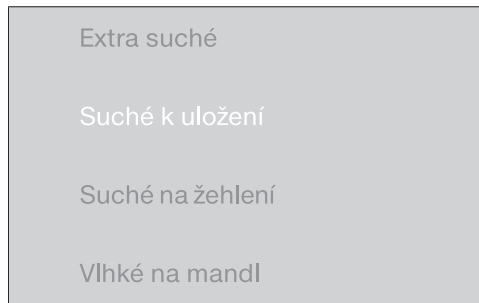 Extra suché
Suché k uložení
Suché na žehlení
Vlhké na mandl